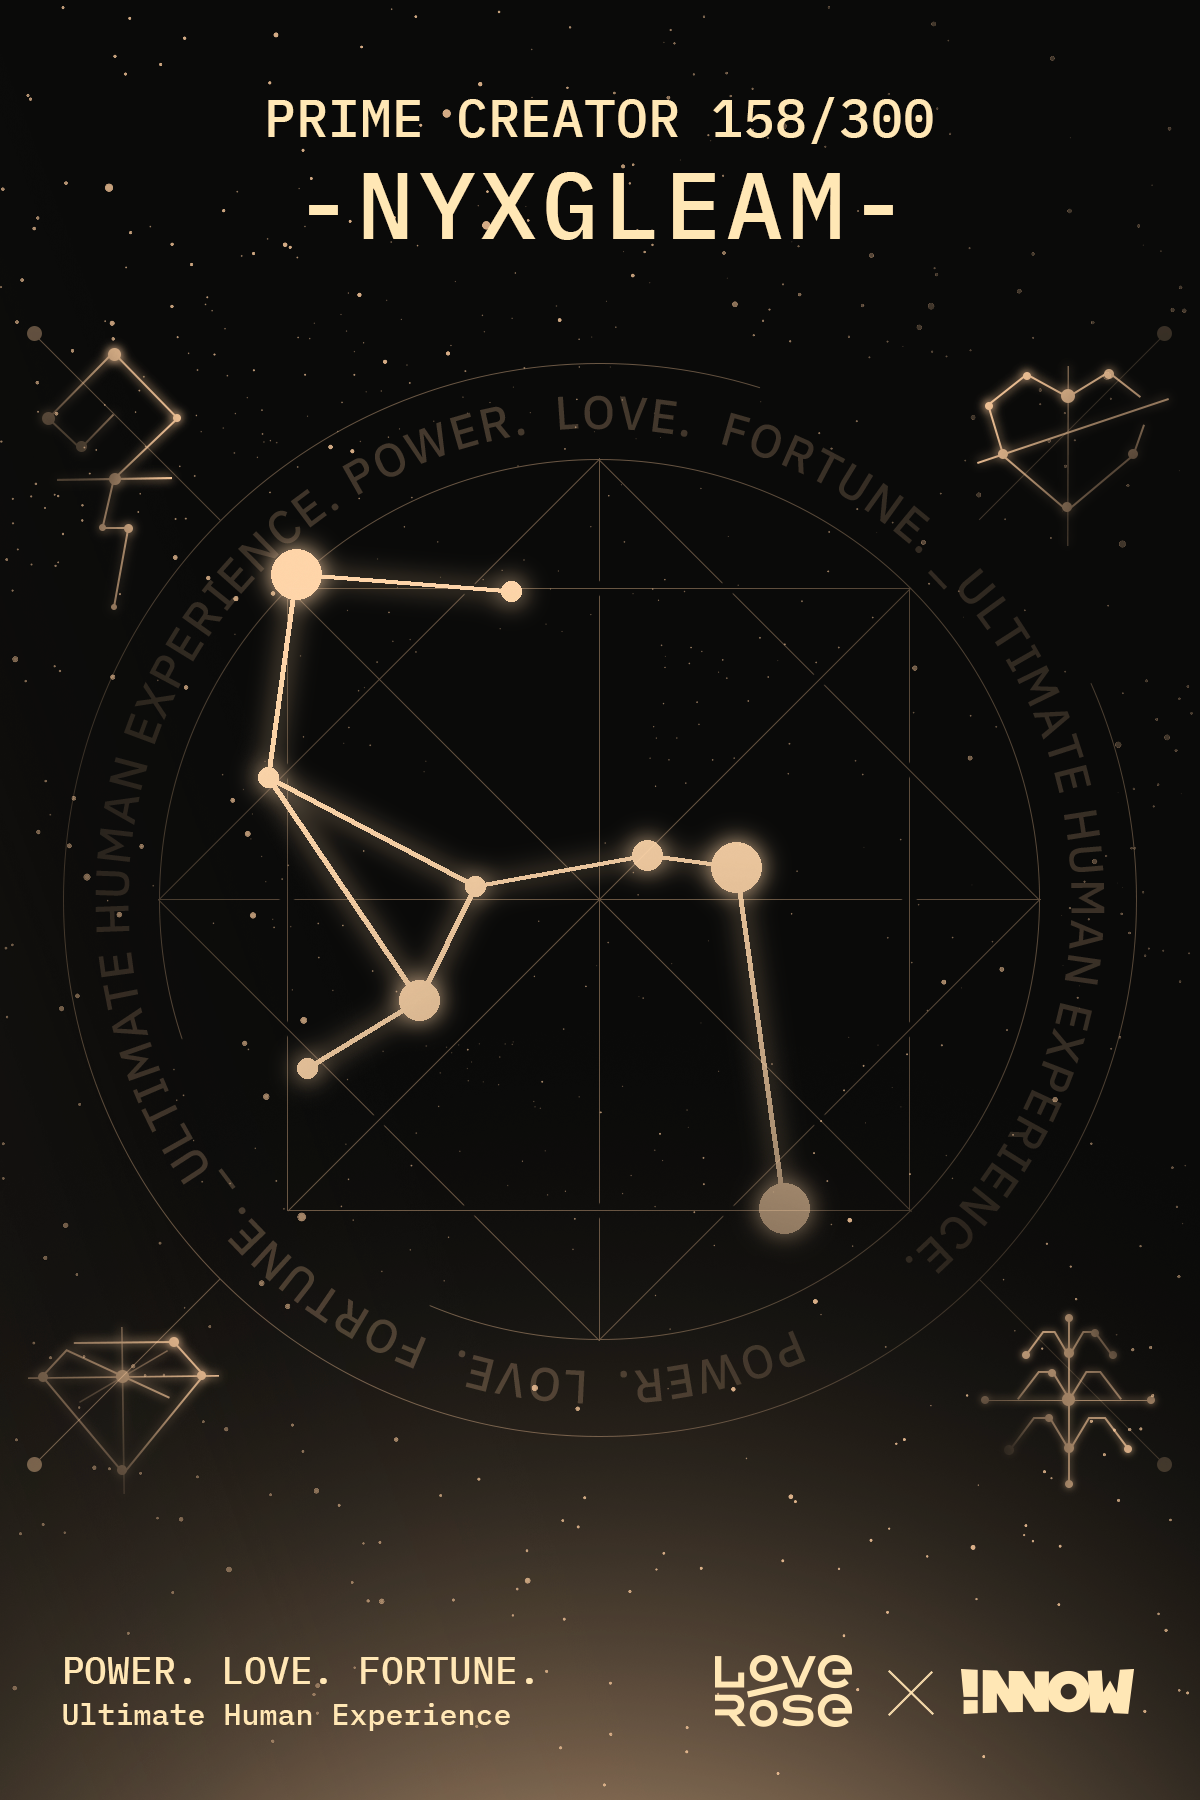 PRIME CREATOR 158/300
-NYXGLEAM-
POWER. LOVE. FORTUNE. – ULTIMATE HUMAN EXPERIENCE.
POWER. LOVE. FORTUNE. – ULTIMATE HUMAN EXPERIENCE.
POWER. LOVE. FORTUNE.
Ultimate Human Experience
LOVE
ROSE
!NNOW